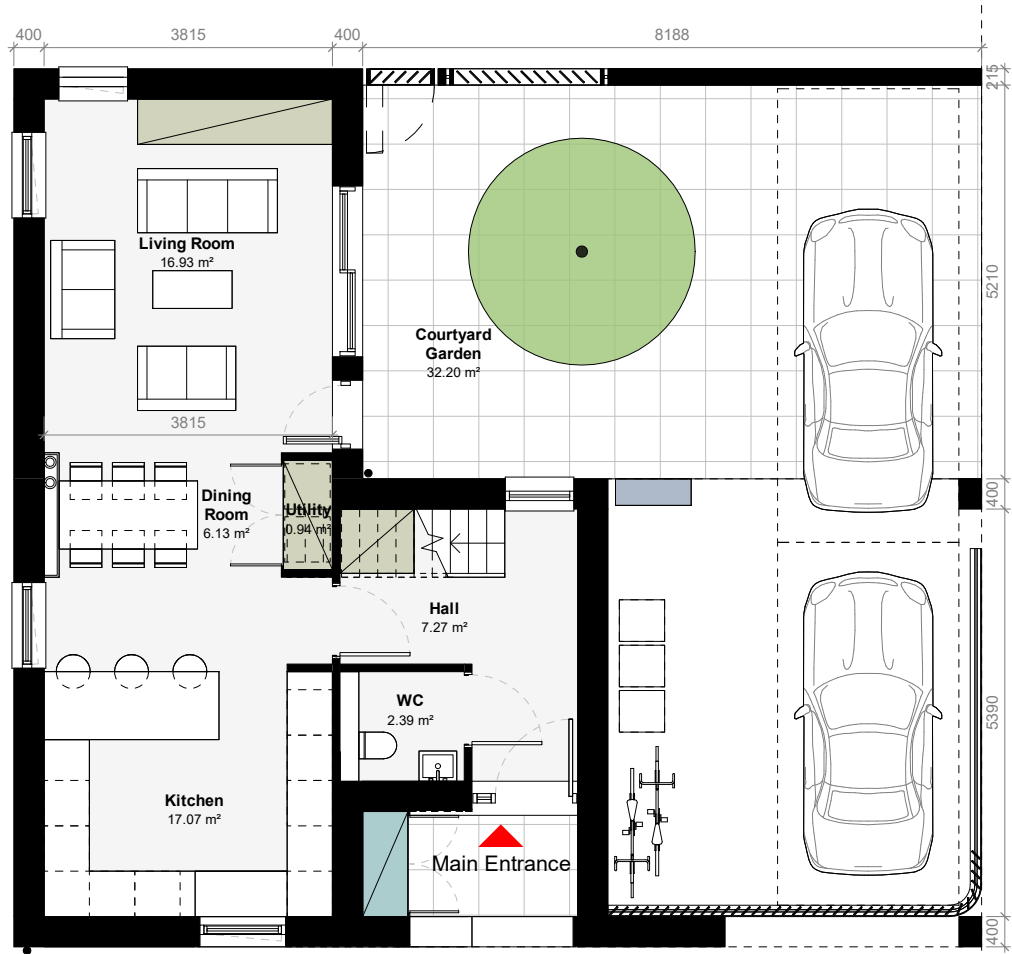 400
3815
400
8188
215
Living Room
16.93 m²
5210
Courtyard
Garden
32.20 m²
3815
Dining
Room
6.13 m²
Utility
0.94 m²
400
Hall
7.27 m²
WC
2.39 m²
5390
Kitchen
17.07 m²
Main Entrance
400